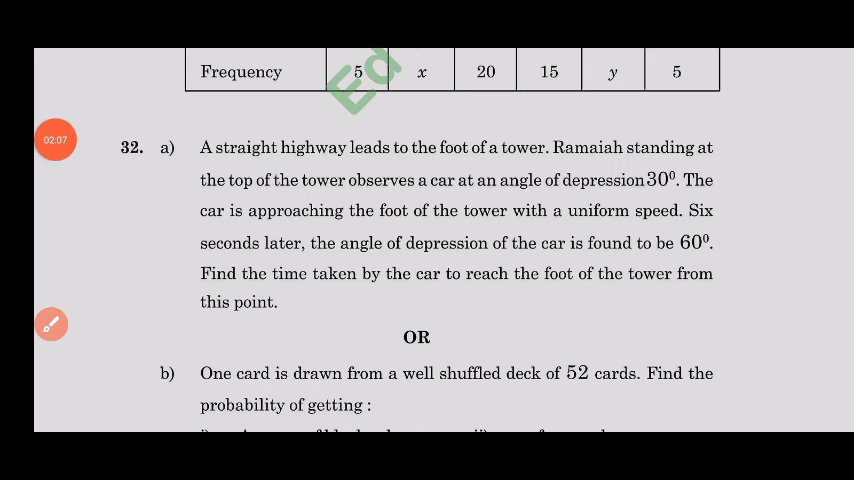 Frequency 5 x 20 15 y 5
Ed
02:07
32. a) A straight highway leads to the foot of a tower. Ramaiah standing at
the top of the tower observes a car at an angle of depression 30⁰. The
car is approaching the foot of the tower with a uniform speed. Six
seconds later, the angle of depression of the car is found to be 60⁰.
Find the time taken by the car to reach the foot of the tower from
this point.
OR
b) One card is drawn from a well shuffled deck of 52 cards. Find the
probability of getting :